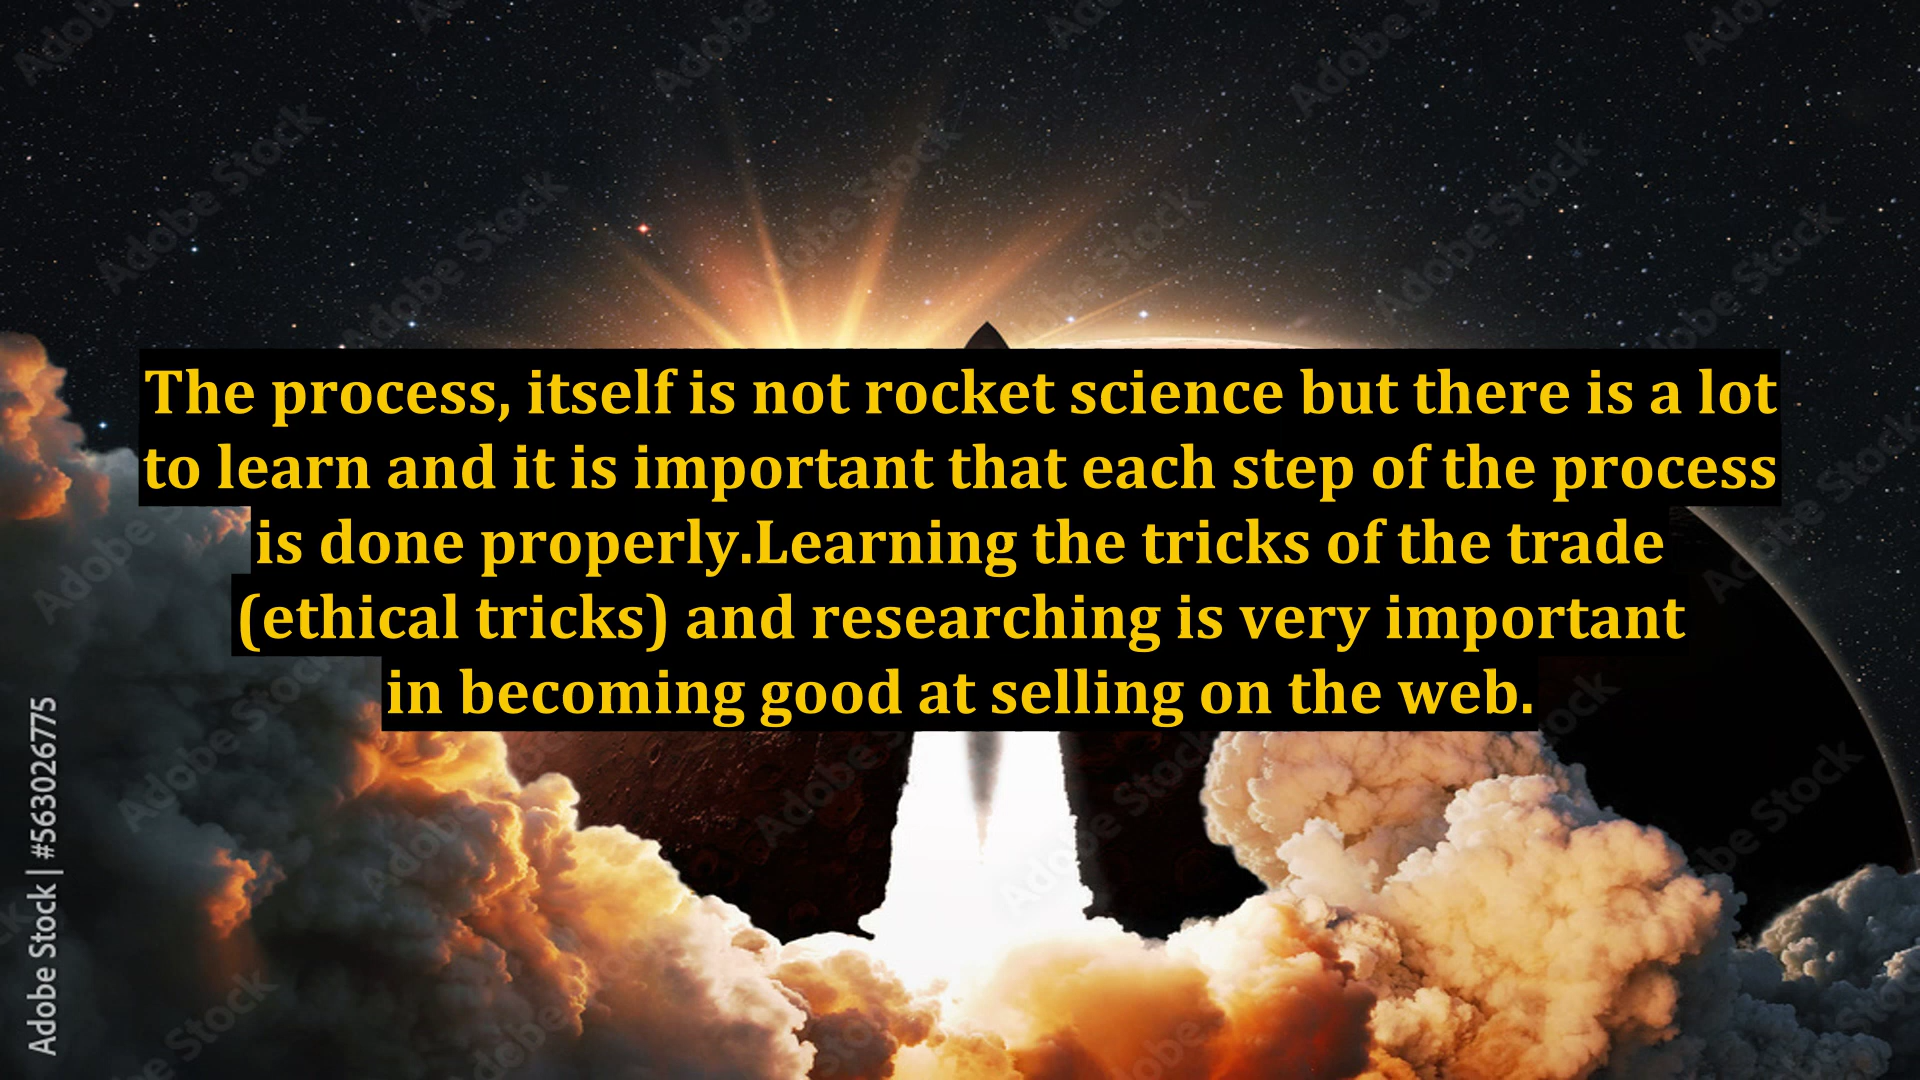 The process, itself is not rocket science but there is a lot
to learn and it is important that each step of the process
is done properly.Learning the tricks of the trade
(ethical tricks) and researching is very important
in becoming good at selling on the web.
Adobe Stock | #563026775
Adobe Stock